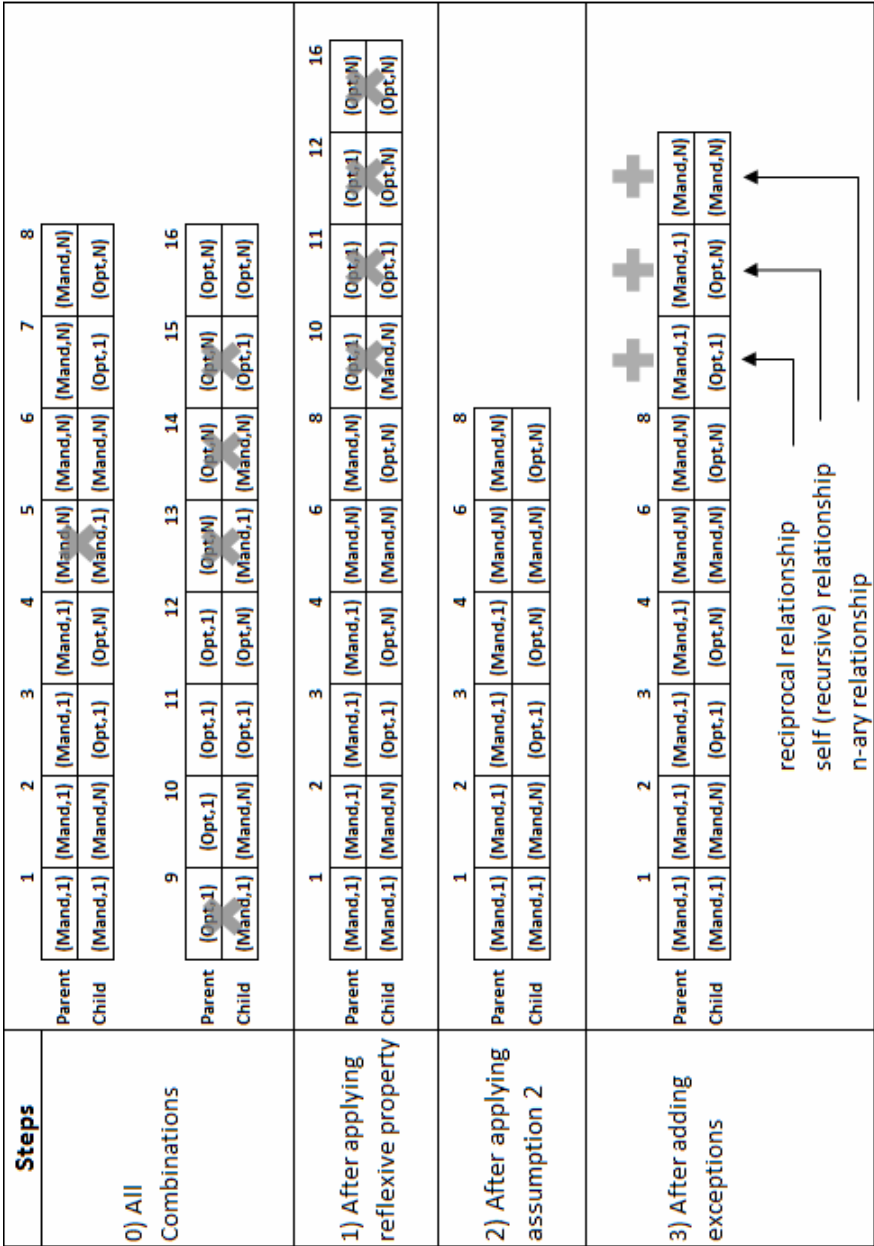 Steps
0) All
Combinations
1 2 3 4 5 6 7 8
Parent (Mand,1) (Mand,1) (Mand,1) (Mand,1) (Mand,N) (Mand,N) (Mand,N) (Mand,N)
Child (Mand,1) (Mand,N) (Opt,1) (Opt,N) (Mand,1) (Mand,N) (Opt,1) (Opt,N)
9 10 11 12 13 14 15 16
Parent (Opt,1) (Opt,1) (Opt,1) (Opt,1) (Opt,N) (Opt,N) (Opt,N) (Opt,N)
Child (Mand,1) (Mand,N) (Opt,1) (Opt,N) (Mand,1) (Mand,N) (Opt,1) (Opt,N)
1) After applying
reflexive property
1 2 3 4 6 8 10 11 12 16
Parent (Mand,1) (Mand,1) (Mand,1) (Mand,1) (Mand,N) (Mand,N) (Opt,1) (Opt,1) (Opt,1) (Opt,N)
Child (Mand,1) (Mand,N) (Opt,1) (Opt,N) (Mand,N) (Opt,N) (Mand,N) (Opt,1) (Opt,N) (Opt,N)
2) After applying
assumption 2
1 2 3 4 6 8
Parent (Mand,1) (Mand,1) (Mand,1) (Mand,1) (Mand,N) (Mand,N)
Child (Mand,1) (Mand,N) (Opt,1) (Opt,N) (Mand,N) (Opt,N)
3) After adding
exceptions
1 2 3 4 6 8
Parent (Mand,1) (Mand,1) (Mand,1) (Mand,1) (Mand,N) (Mand,N) (Mand,1) (Mand,1) (Mand,N)
Child (Mand,1) (Mand,N) (Opt,1) (Opt,N) (Mand,N) (Opt,N) (Opt,1) (Opt,N) (Mand,N)
reciprocal relationship
self (recursive) relationship
n-ary relationship